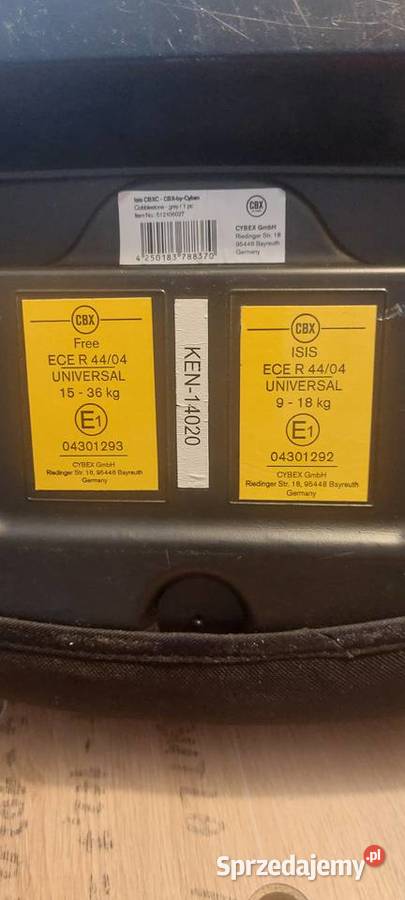 Isis CBXC - CBX-by-Cybex
Cobblestone - grey / 1 pc
Item No.: 512106027
4 250183 788370
CBX
CYBEX GmbH
Riedinger Str. 18
95448 Bayreuth
Germany
CBX
Free
ECE R 44/04
UNIVERSAL
15 - 36 kg
E1
04301293
CYBEX GmbH
Riedinger Str. 18, 95448 Bayreuth
Germany
KEN-14020
CBX
ISIS
ECE R 44/04
UNIVERSAL
9 - 18 kg
E1
04301292
CYBEX GmbH
Riedinger Str. 18, 95448 Bayreuth
Germany
Sprzedajemy.pl